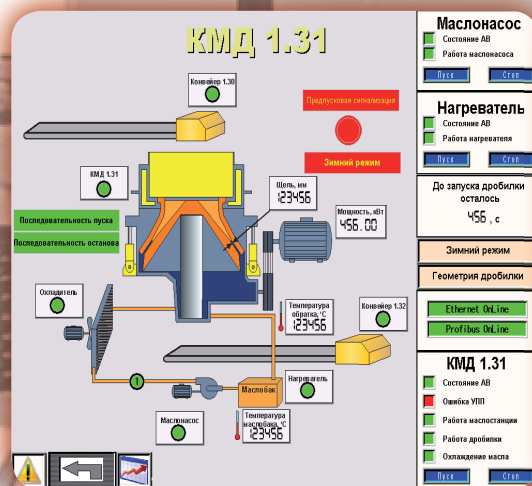 КМД 1.31
Конвейер 1.30
Предпусковая сигнализация
Зимний режим
КМД 1.31
Щель, мм
123456
Мощность, кВт
456.00
Последовательность пуска
Последовательность останова
Охладитель
Температура
обратка, °C
123456
Конвейер 1.32
1
Маслобак
Нагреватель
Маслонасос
Температура
маслобака, °C
123456
Маслонасос
Состояние АВ
Работа маслонасоса
Пуск
Стоп
Нагреватель
Состояние АВ
Работа нагревателя
Пуск
Стоп
До запуска дробилки
осталось
456 , с
Зимний режим
Геометрия дробилки
Ethernet OnLine
Profibus OnLine
КМД 1.31
Состояние АВ
Ошибка УПП
Работа маслостанции
Работа дробилки
Охлаждение масла
Пуск
Стоп